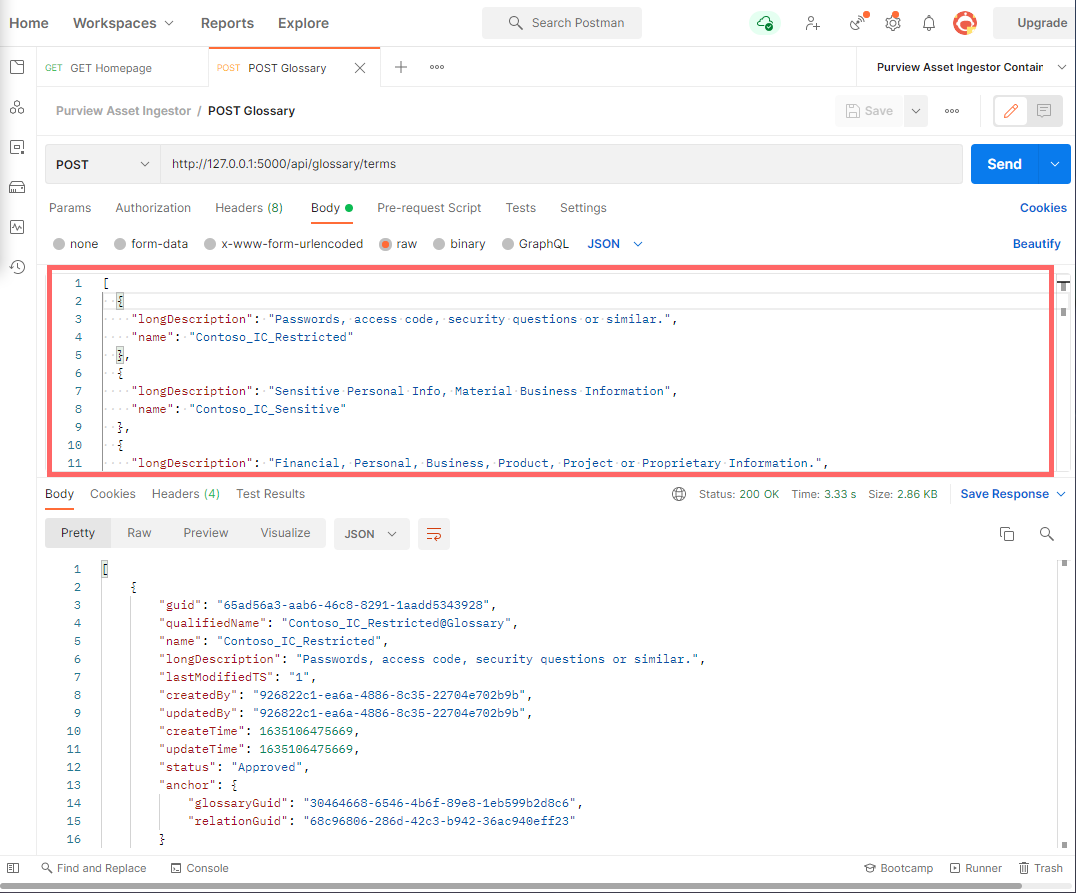 Home Workspaces Reports Explore Search Postman Upgrade
GET GET Homepage POST POST Glossary Purview Asset Ingestor Contain
Purview Asset Ingestor / POST Glossary Save
POST http://127.0.0.1:5000/api/glossary/terms Send
Params Authorization Headers (8) Body Pre-request Script Tests Settings Cookies
none form-data x-www-form-urlencoded raw binary GraphQL JSON Beautify
1 [
2 {
3 "longDescription": "Passwords, access code, security questions or similar.",
4 "name": "Contoso_IC_Restricted"
5 },
6 {
7 "longDescription": "Sensitive Personal Info, Material Business Information",
8 "name": "Contoso_IC_Sensitive"
9 },
10 {
11 "longDescription": "Financial, Personal, Business, Product, Project or Proprietary Information.",
Body Cookies Headers (4) Test Results Status: 200 OK Time: 3.33 s Size: 2.86 KB Save Response
Pretty Raw Preview Visualize JSON
1 [
2 {
3 "guid": "65ad56a3-aab6-46c8-8291-1aadd5343928",
4 "qualifiedName": "Contoso_IC_Restricted@Glossary",
5 "name": "Contoso_IC_Restricted",
6 "longDescription": "Passwords, access code, security questions or similar.",
7 "lastModifiedTS": "1",
8 "createdBy": "926822c1-ea6a-4886-8c35-22704e702b9b",
9 "updatedBy": "926822c1-ea6a-4886-8c35-22704e702b9b",
10 "createTime": 1635106475669,
11 "updateTime": 1635106475669,
12 "status": "Approved",
13 "anchor": {
14 "glossaryGuid": "30464668-6546-4b6f-89e8-1eb599b2d8c6",
15 "relationGuid": "68c96806-286d-42c3-b942-36ac940eff23"
16 }
Find and Replace Console Bootcamp Runner Trash